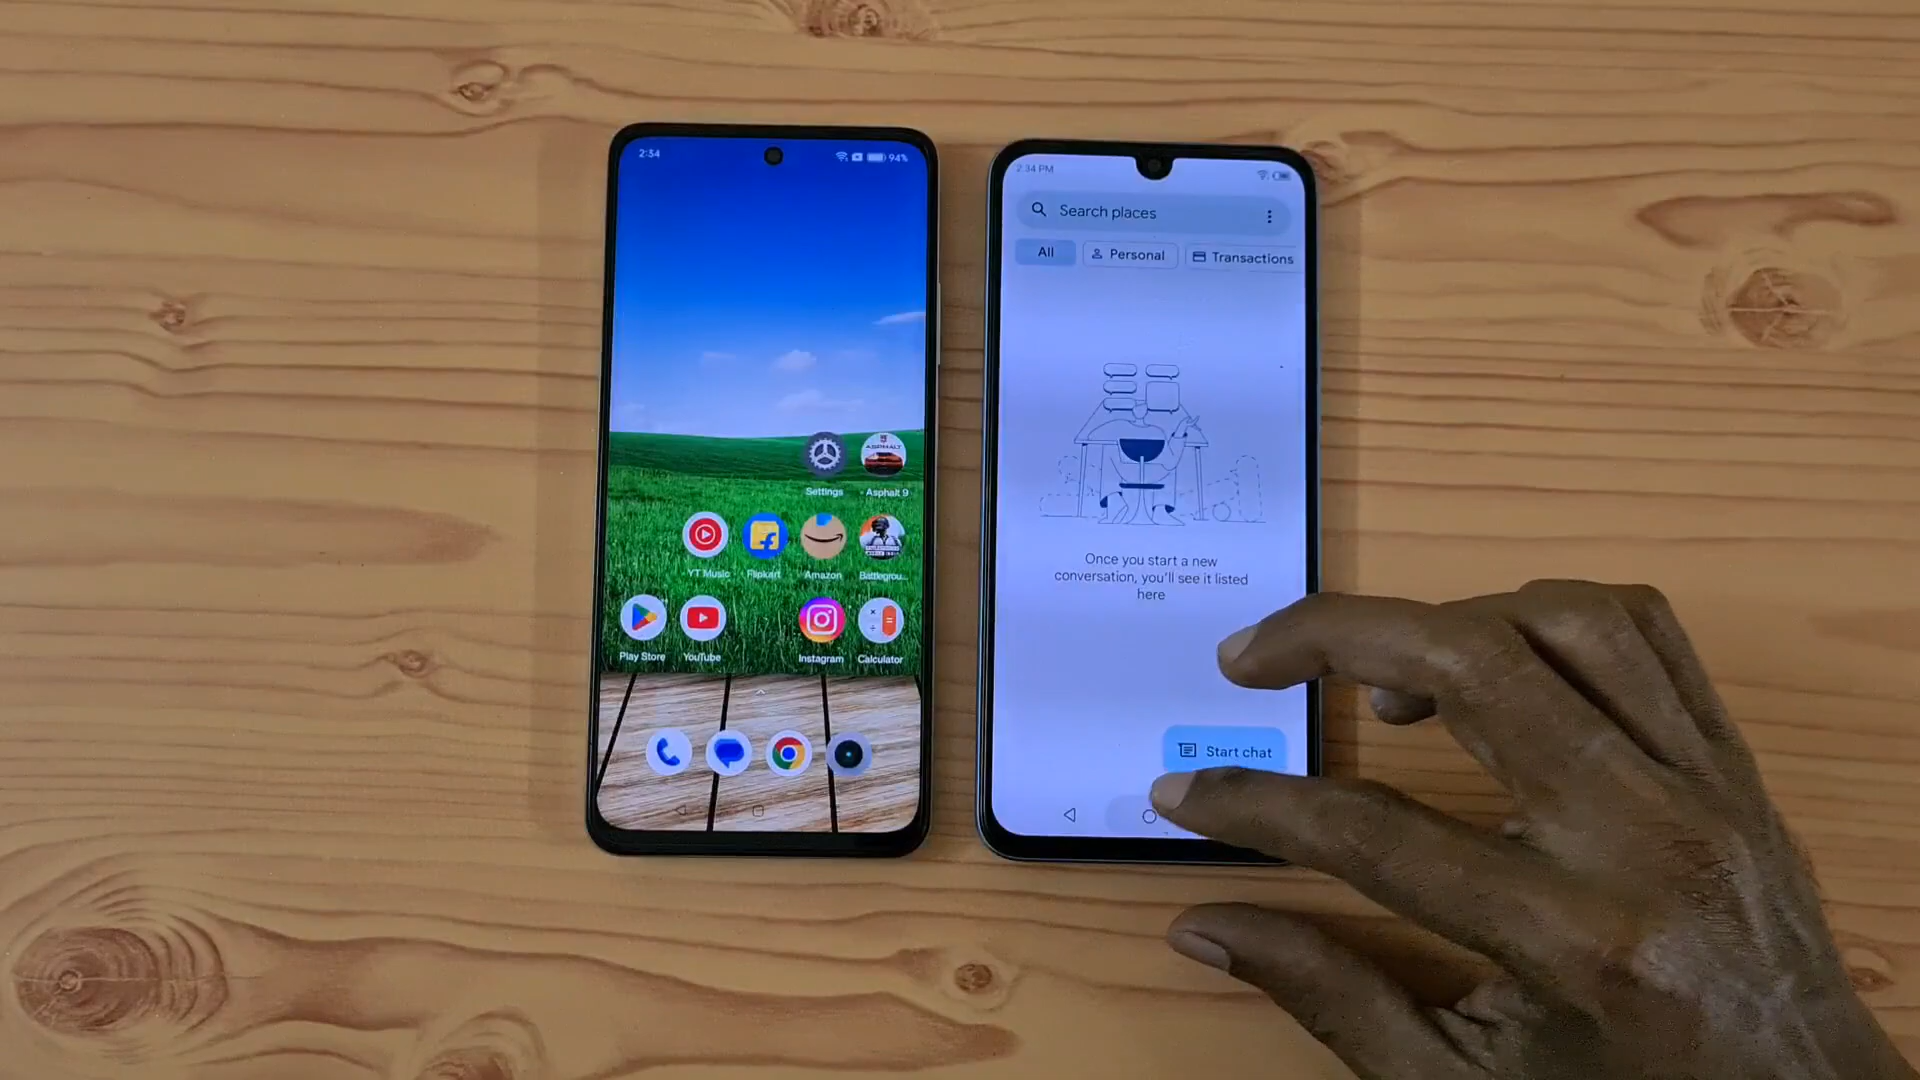 2:34
94%
Settings
Asphalt 9
YT Music
Flipkart
Amazon
Battlegrou...
Play Store
YouTube
Instagram
Calculator
2:34 PM
Search places
All
Personal
Transactions
Once you start a new
conversation, you'll see it listed
here
Start chat